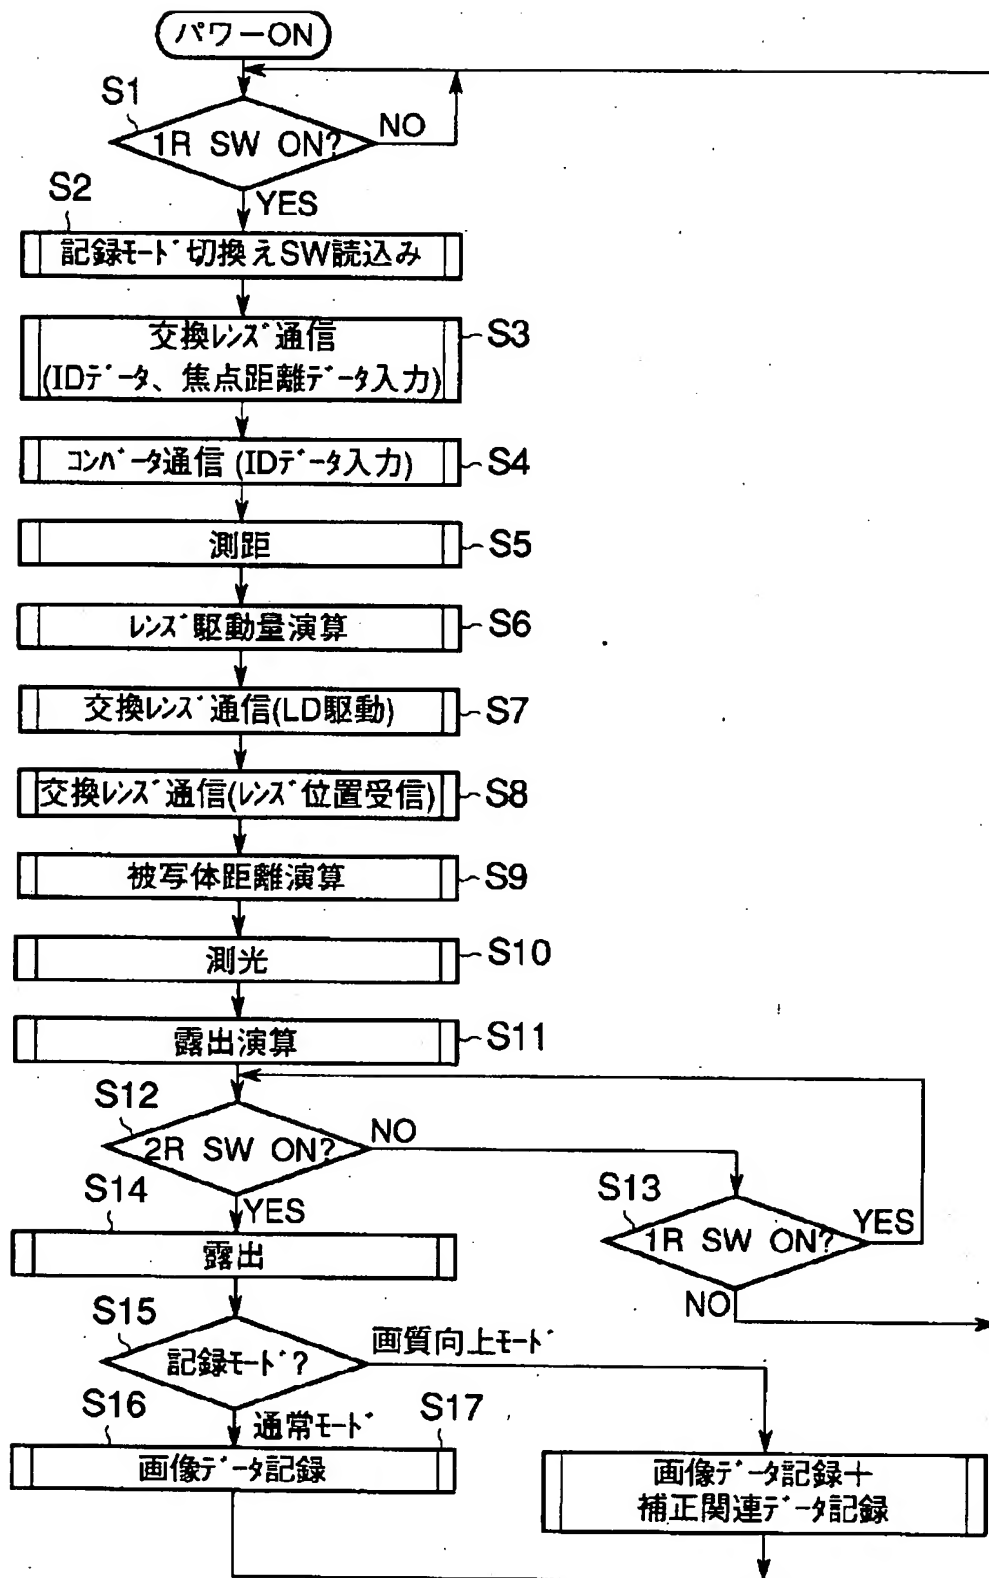 パワーON
S1
1R SW ON?
NO
YES
S2
記録モード切換えSW読込み
交換レンズ通信
(IDデータ、焦点距離データ入力)
S3
コンバータ通信(IDデータ入力)
S4
測距
S5
レンズ駆動量演算
S6
交換レンズ通信(LD駆動)
S7
交換レンズ通信(レンズ位置受信)
S8
被写体距離演算
S9
測光
S10
露出演算
S11
S12
2R SW ON?
NO
YES
S13
1R SW ON?
YES
NO
S14
露出
S15
記録モード?
画質向上モード
通常モード
S16
画像データ記録
S17
画像データ記録+
補正関連データ記録